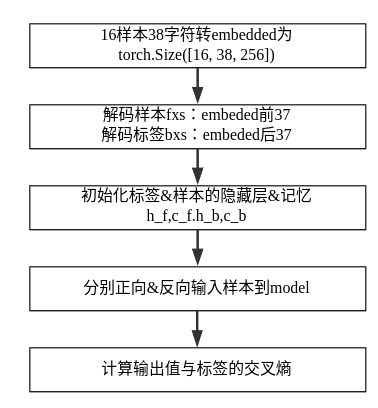 16样本38字符转embedded为
torch.Size([16, 38, 256])
解码样本fxs：embeded前37
解码标签bxs：embeded后37
初始化标签&样本的隐藏层&记忆
h_f,c_f.h_b,c_b
分别正向&反向输入样本到model
计算输出值与标签的交叉熵